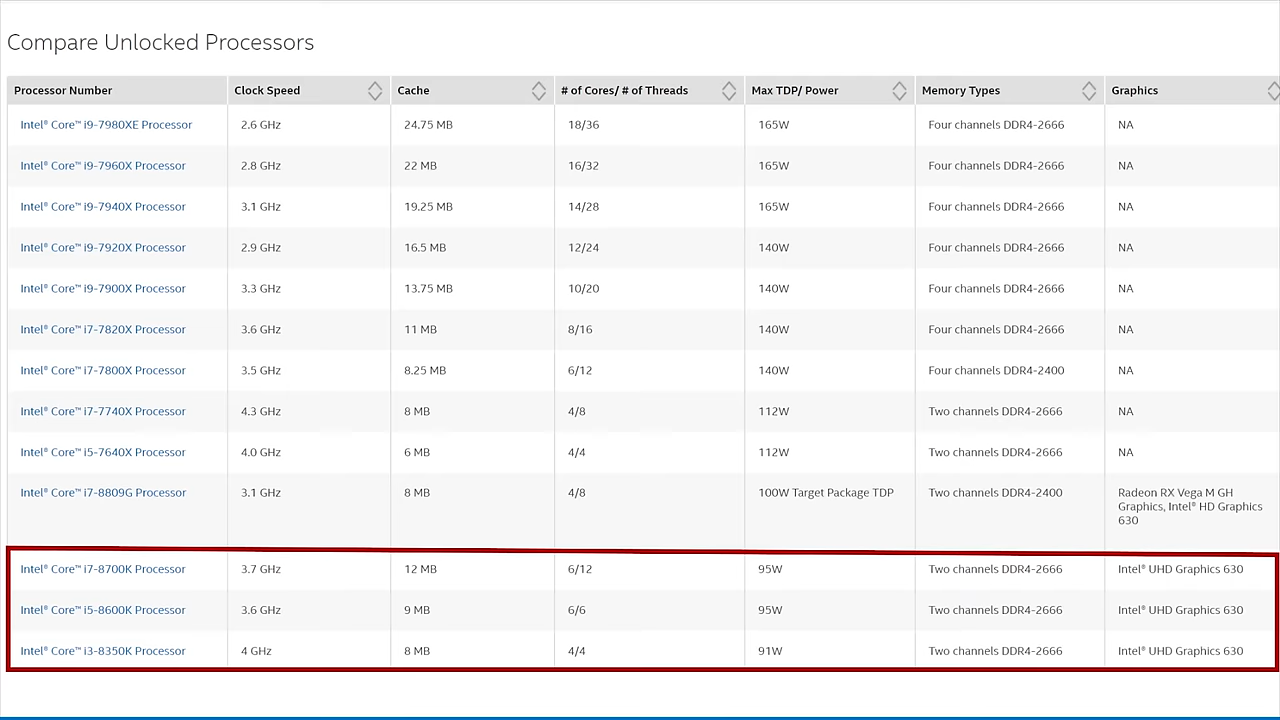 Compare Unlocked Processors
Processor Number Clock Speed Cache # of Cores/ # of Threads Max TDP/ Power Memory Types Graphics
Intel® Core™ i9-7980XE Processor 2.6 GHz 24.75 MB 18/36 165W Four channels DDR4-2666 NA
Intel® Core™ i9-7960X Processor 2.8 GHz 22 MB 16/32 165W Four channels DDR4-2666 NA
Intel® Core™ i9-7940X Processor 3.1 GHz 19.25 MB 14/28 165W Four channels DDR4-2666 NA
Intel® Core™ i9-7920X Processor 2.9 GHz 16.5 MB 12/24 140W Four channels DDR4-2666 NA
Intel® Core™ i9-7900X Processor 3.3 GHz 13.75 MB 10/20 140W Four channels DDR4-2666 NA
Intel® Core™ i7-7820X Processor 3.6 GHz 11 MB 8/16 140W Four channels DDR4-2666 NA
Intel® Core™ i7-7800X Processor 3.5 GHz 8.25 MB 6/12 140W Four channels DDR4-2400 NA
Intel® Core™ i7-7740X Processor 4.3 GHz 8 MB 4/8 112W Two channels DDR4-2666 NA
Intel® Core™ i5-7640X Processor 4.0 GHz 6 MB 4/4 112W Two channels DDR4-2666 NA
Intel® Core™ i7-8809G Processor 3.1 GHz 8 MB 4/8 100W Target Package TDP Two channels DDR4-2400 Radeon RX Vega M GH
Graphics, Intel® HD Graphics
630
Intel® Core™ i7-8700K Processor 3.7 GHz 12 MB 6/12 95W Two channels DDR4-2666 Intel® UHD Graphics 630
Intel® Core™ i5-8600K Processor 3.6 GHz 9 MB 6/6 95W Two channels DDR4-2666 Intel® UHD Graphics 630
Intel® Core™ i3-8350K Processor 4 GHz 8 MB 4/4 91W Two channels DDR4-2666 Intel® UHD Graphics 630